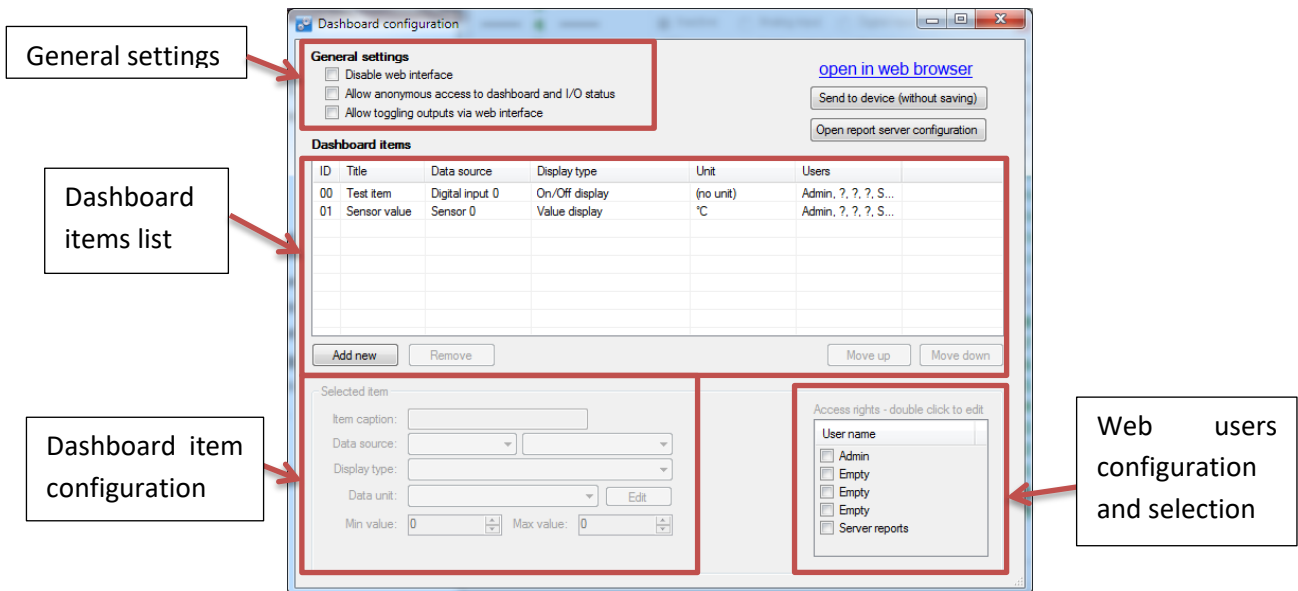 Dashboard configuration
General settings
General settings
Disable web interface
Allow anonymous access to dashboard and I/O status
Allow toggling outputs via web interface
open in web browser
Send to device (without saving)
Open report server configuration
Dashboard items
Dashboard
items list
ID Title Data source Display type Unit Users
00 Test item Digital input 0 On/Off display (no unit) Admin, ?, ?, ?, S...
01 Sensor value Sensor 0 Value display °C Admin, ?, ?, ?, S...
Add new Remove Move up Move down
Dashboard item
configuration
Selected item
Item caption:
Data source:
Display type:
Data unit: Edit
Min value: 0 Max value: 0
Access rights - double click to edit
User name
Admin
Empty
Empty
Empty
Server reports
Web users
configuration
and selection